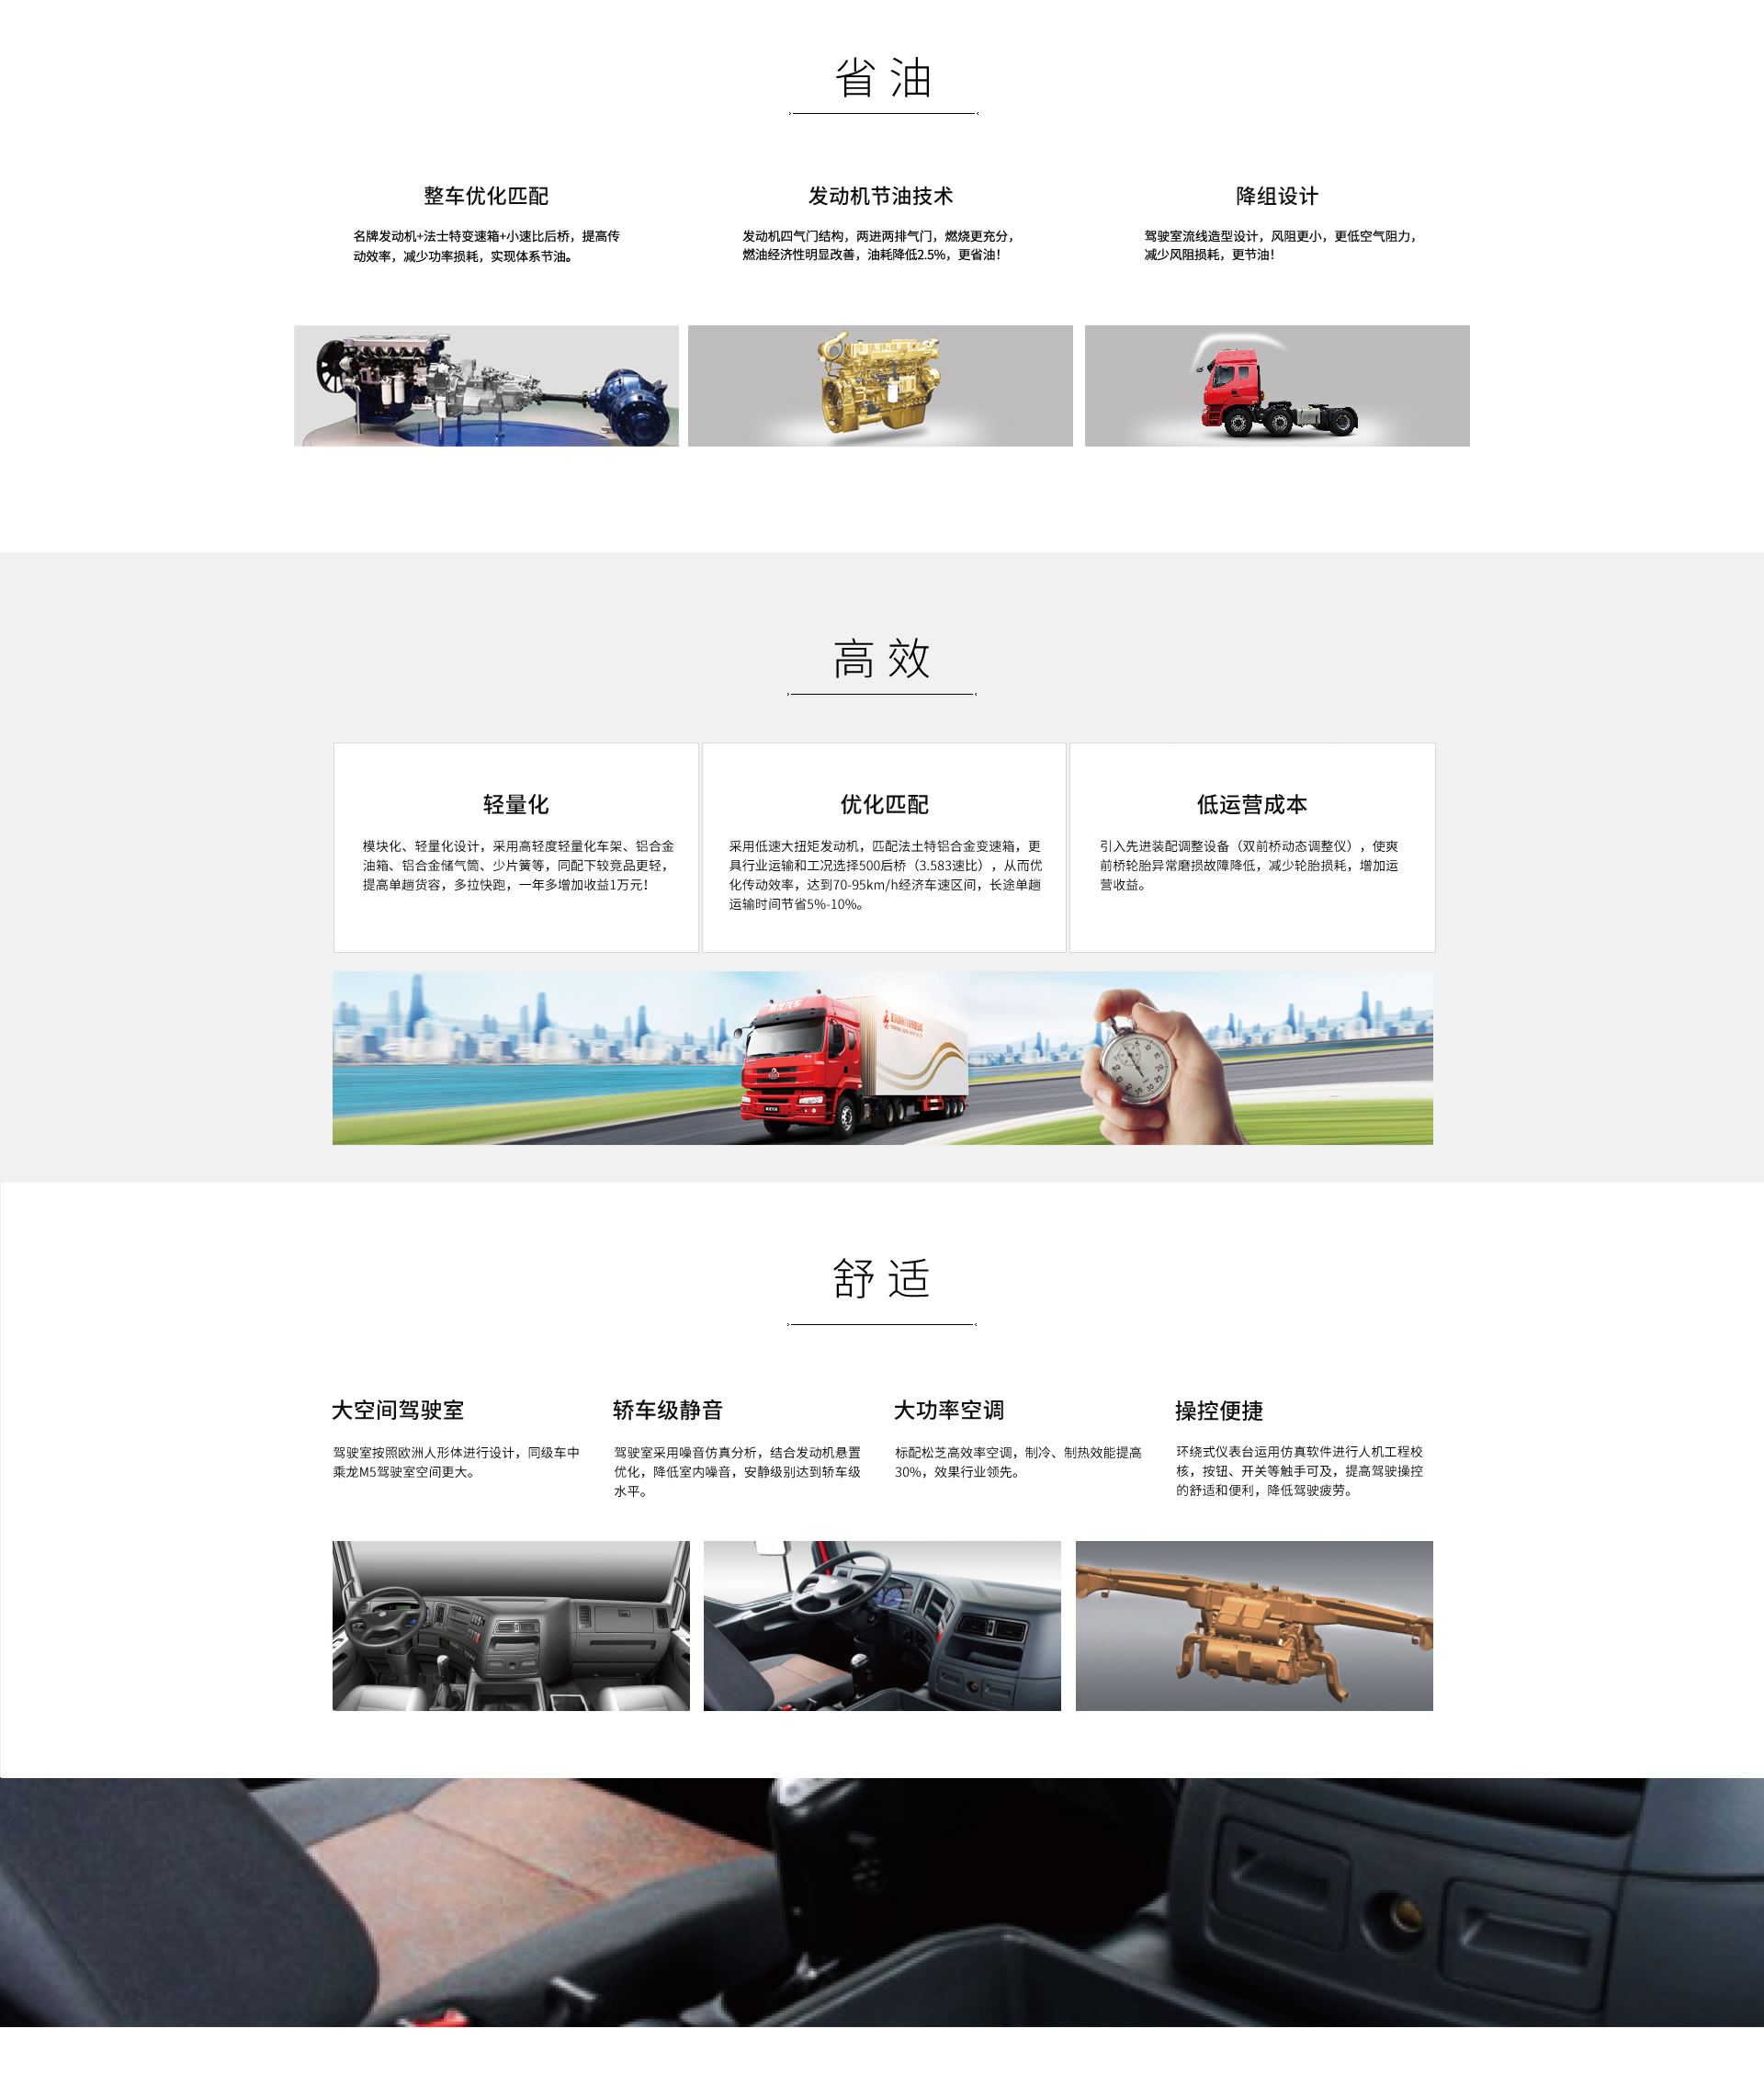 省油
整车优化匹配
名牌发动机+法士特变速箱+小速比后桥，提高传
动效率，减少功率损耗，实现体系节油。
发动机节油技术
发动机四气门结构，两进两排气门，燃烧更充分，
燃油经济性明显改善，油耗降低2.5%，更省油！
降组设计
驾驶室流线造型设计，风阻更小，更低空气阻力，
减少风阻损耗，更节油！
高效
轻量化
模块化、轻量化设计，采用高轻度轻量化车架、铝合金
油箱、铝合金储气筒、少片簧等，同配下较竞品更轻，
提高单趟货容，多拉快跑，一年多增加收益1万元！
优化匹配
采用低速大扭矩发动机，匹配法士特铝合金变速箱，更
具行业运输和工况选择500后桥（3.583速比），从而优
化传动效率，达到70-95km/h经济车速区间，长途单趟
运输时间节省5%-10%。
低运营成本
引入先进装配调整设备（双前桥动态调整仪），使爽
前桥轮胎异常磨损故障降低，减少轮胎损耗，增加运
营收益。
舒适
大空间驾驶室
驾驶室按照欧洲人形体进行设计，同级车中
乘龙M5驾驶室空间更大。
轿车级静音
驾驶室采用噪音仿真分析，结合发动机悬置
优化，降低室内噪音，安静级别达到轿车级
水平。
大功率空调
标配松芝高效率空调，制冷、制热效能提高
30%，效果行业领先。
操控便捷
环绕式仪表台运用仿真软件进行人机工程校
核，按钮、开关等触手可及，提高驾驶操控
的舒适和便利，降低驾驶疲劳。